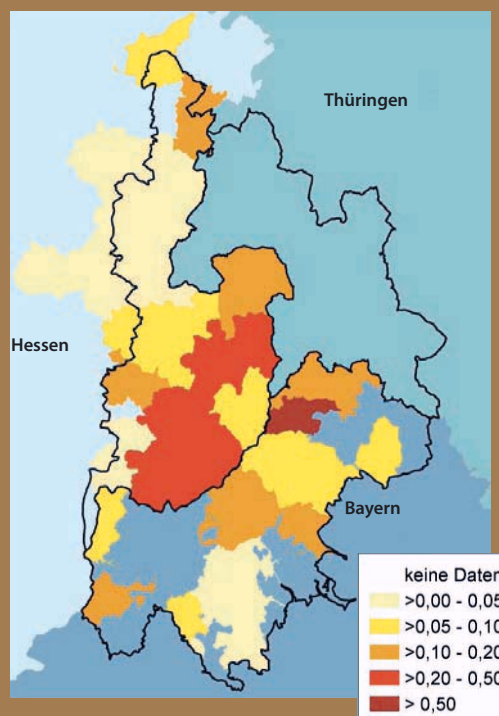 Thüringen
Hessen
Bayern
keine Daten
>0,00 - 0,05
>0,05 - 0,10
>0,10 - 0,20
>0,20 - 0,50
> 0,50